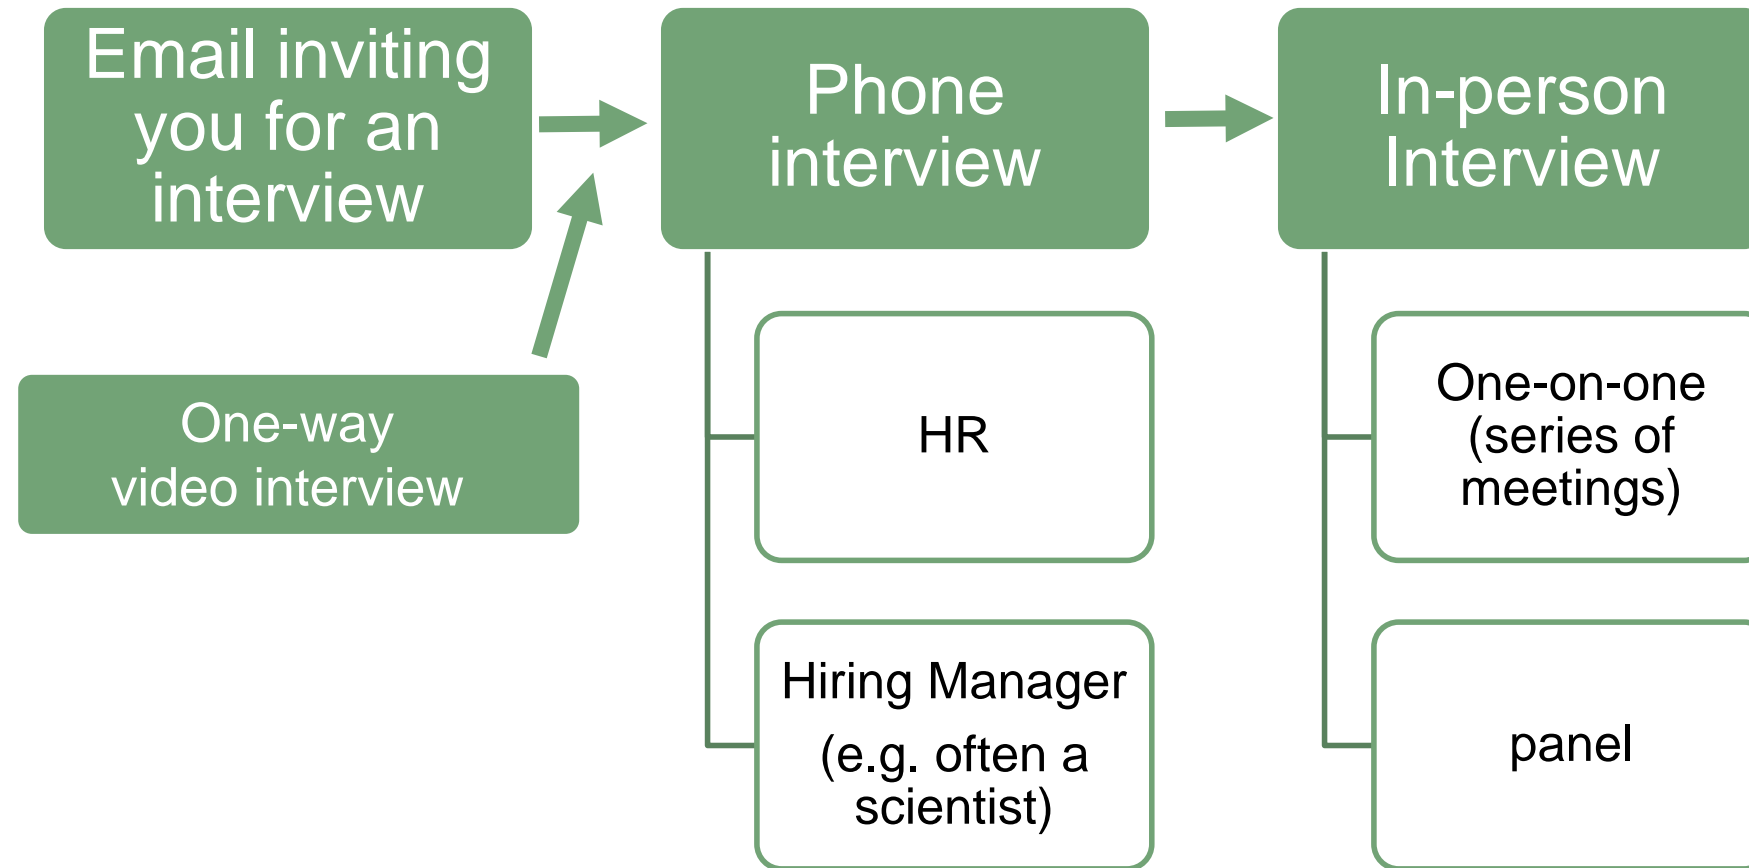 Email inviting
you for an
interview
Phone
interview
In-person
Interview
One-way
video interview
HR
One-on-one
(series of
meetings)
Hiring Manager
(e.g. often a
scientist)
panel